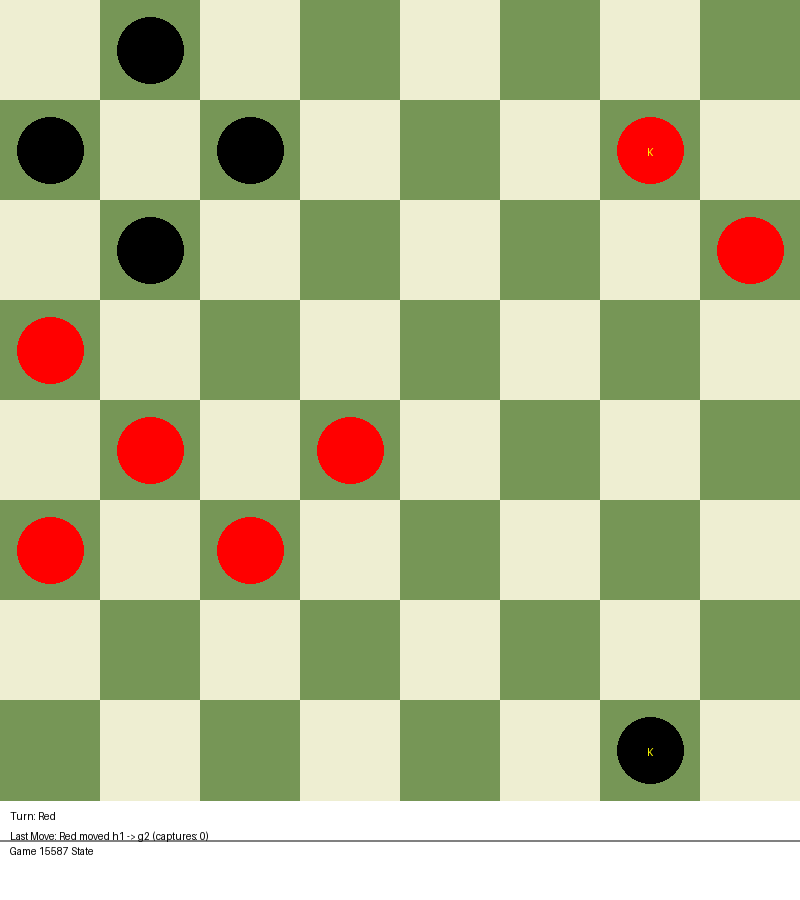 K
K
Turn: Red
Last Move: Red moved h1 -> g2 (captures: 0)
Game 15587 State